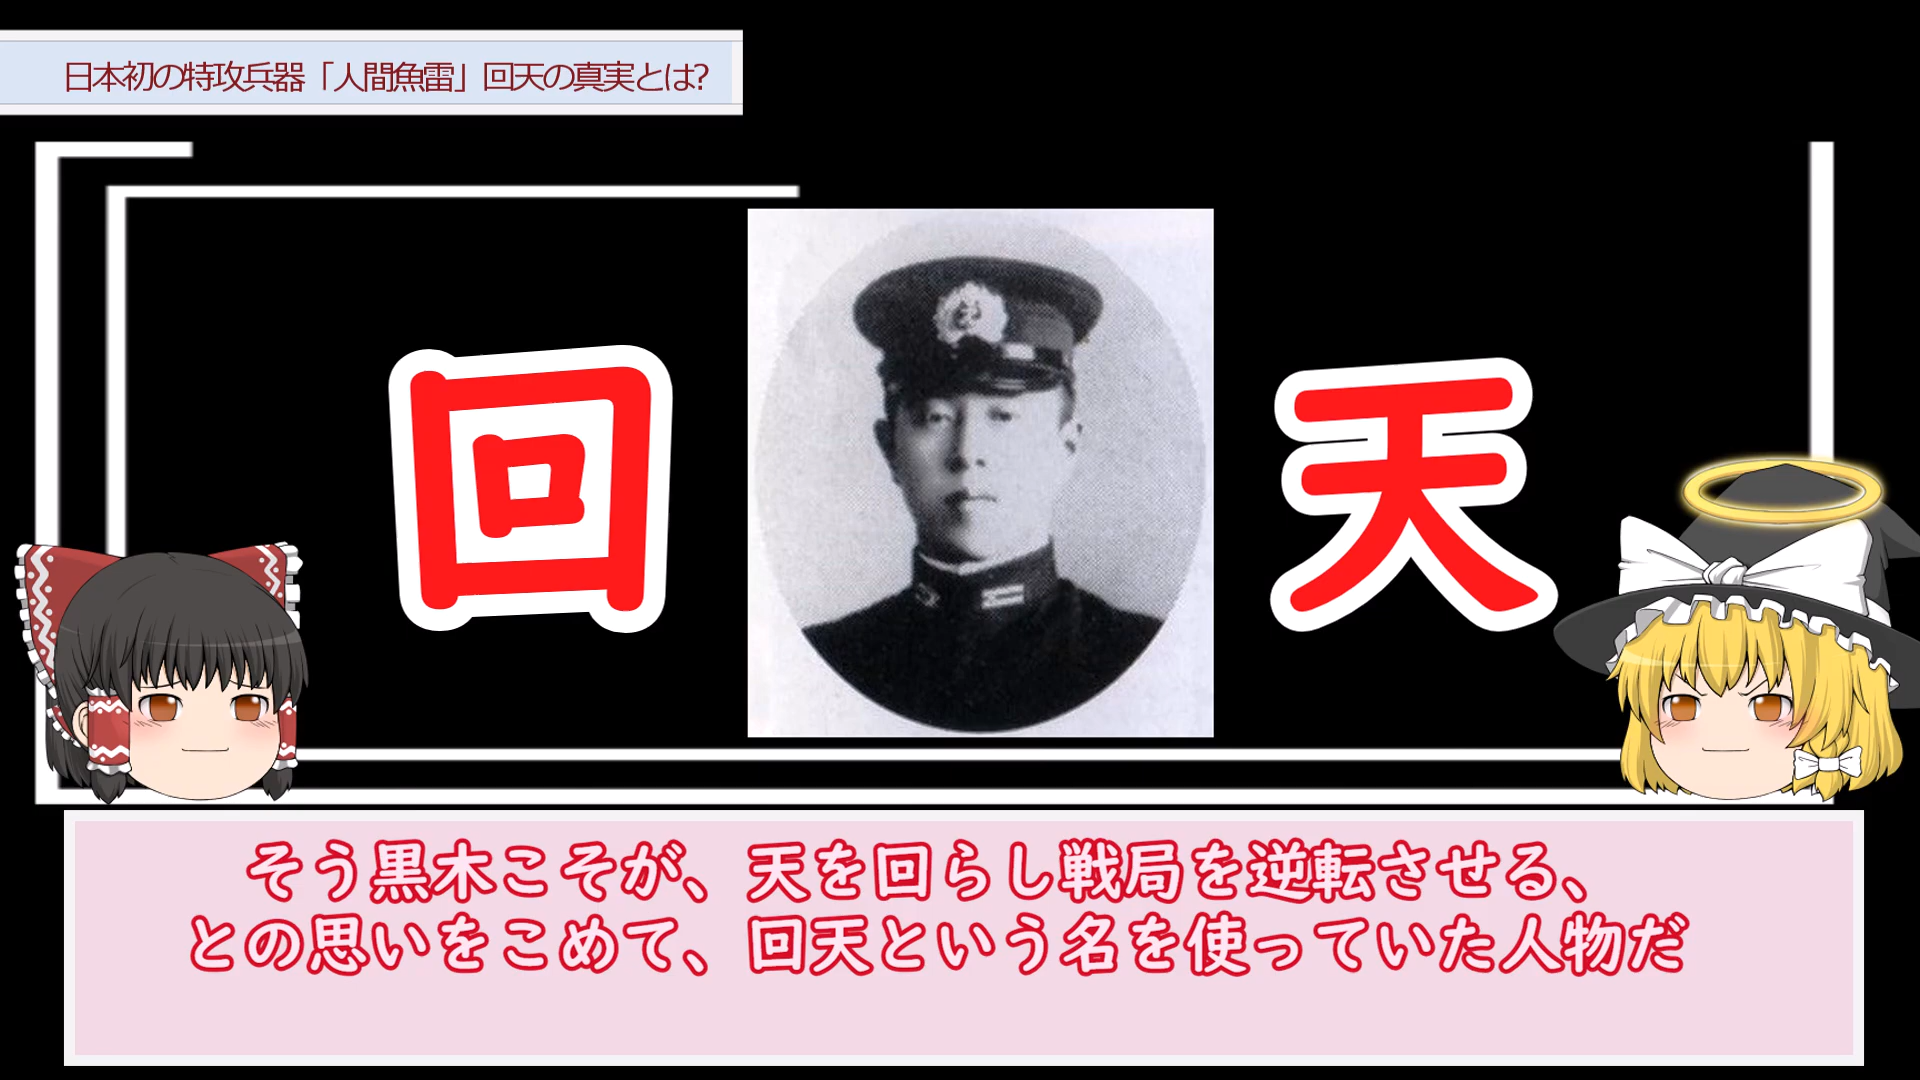 日本初の特攻兵器「人間魚雷」回天の真実とは?
回天
そう黒木こそが、天を回らし戦局を逆転させる、
との思いをこめて、回天という名を使っていた人物だ